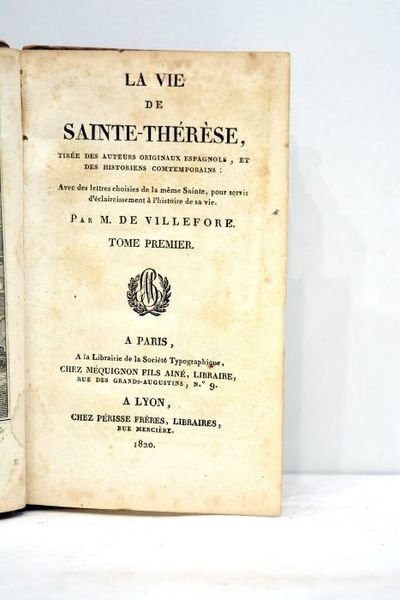 LA VIE
DE
SAINTE-THÉRÈSE,
TIRÉE DES AUTEURS ORIGINAUX ESPAGNOLS, ET
DES HISTORIENS COMTEMPORAINS :
Avec des lettres choisies de la même Sainte, pour servir
d'éclaircissement à l'histoire de sa vie.
PAR M. DE VILLEFORE.
TOME PREMIER.
A PARIS,
A la Librairie de la Société Typographique,
CHEZ MÉQUIGNON FILS AINÉ, LIBRAIRE,
RUE DES GRANDS-AUGUSTINS, N.º 9.
A LYON,
CHEZ PÉRISSE FRÈRES, LIBRAIRES,
RUE MERCIÈRE.
1820.